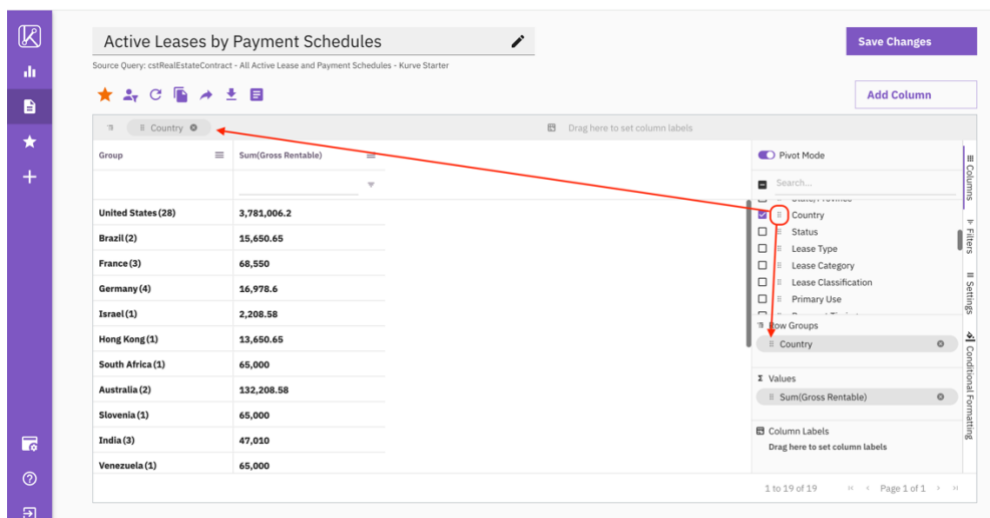 Active Leases by Payment Schedules
Save Changes
Source Query: cstRealEstateContract - All Active Lease and Payment Schedules - Kurve Starter
Add Column
Country
Drag here to set column labels
Group
Sum(Gross Rentable)
United States (28) 3,781,006.2
Brazil (2) 15,650.65
France (3) 68,550
Germany (4) 16,978.6
Israel (1) 2,208.58
Hong Kong (1) 13,650.65
South Africa (1) 65,000
Australia (2) 132,208.58
Slovenia (1) 65,000
India (3) 47,010
Venezuela (1) 65,000
Pivot Mode
Search...
State/Province
Country
Status
Lease Type
Lease Category
Lease Classification
Primary Use
Row Groups
Country
Values
Sum(Gross Rentable)
Column Labels
Drag here to set column labels
Columns
Filters
Settings
Conditional Formatting
1 to 19 of 19
Page 1 of 1